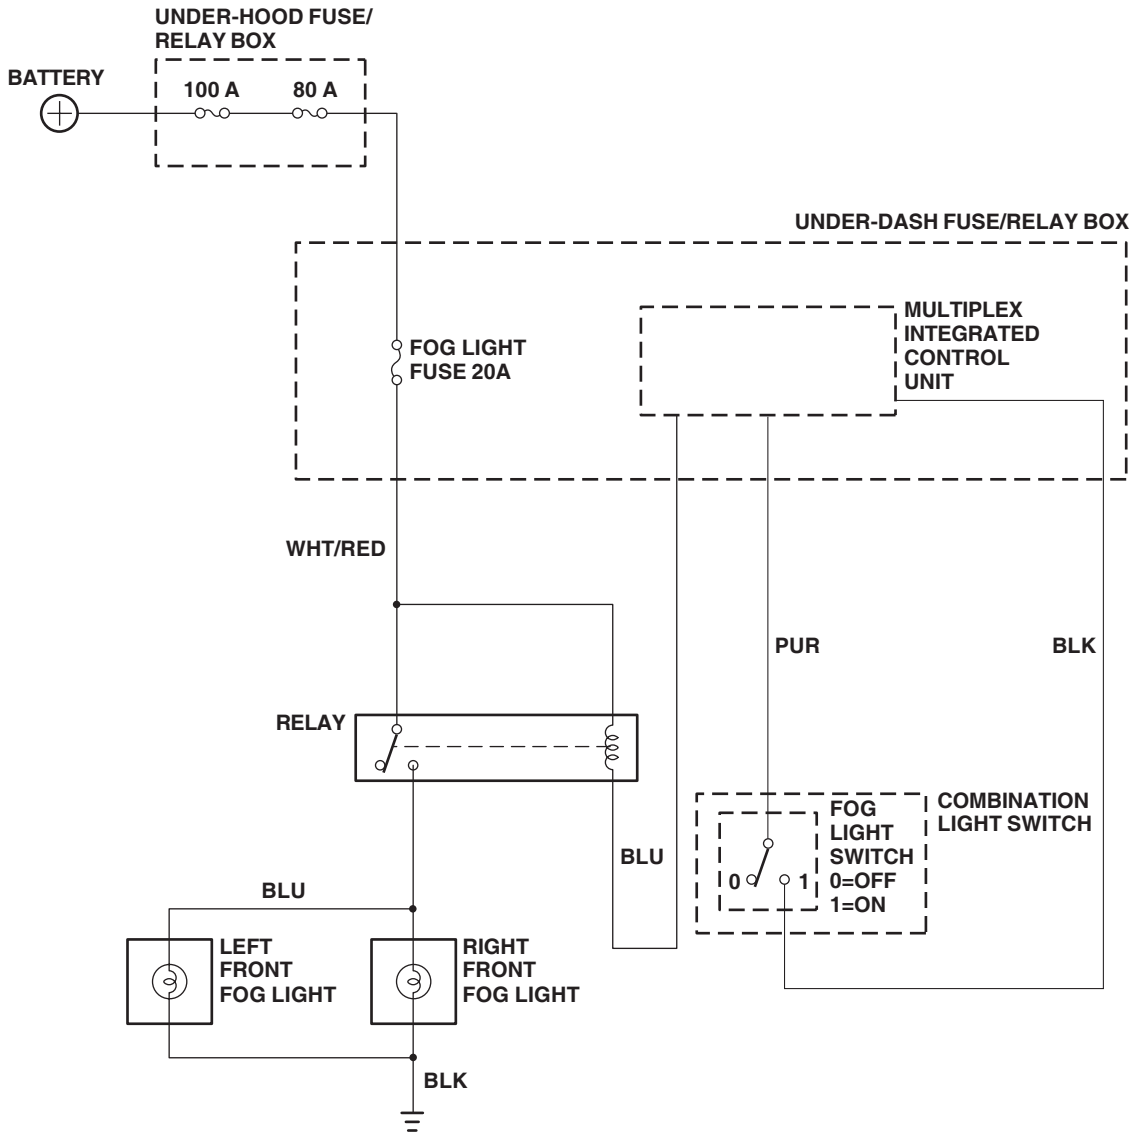 UNDER-HOOD FUSE/
RELAY BOX
BATTERY
100 A
80 A
UNDER-DASH FUSE/RELAY BOX
MULTIPLEX
INTEGRATED
CONTROL
UNIT
FOG LIGHT
FUSE 20A
WHT/RED
PUR
BLK
RELAY
COMBINATION
LIGHT SWITCH
FOG
LIGHT
SWITCH
0=OFF
1=ON
0
1
BLU
BLU
LEFT
FRONT
FOG LIGHT
RIGHT
FRONT
FOG LIGHT
BLK